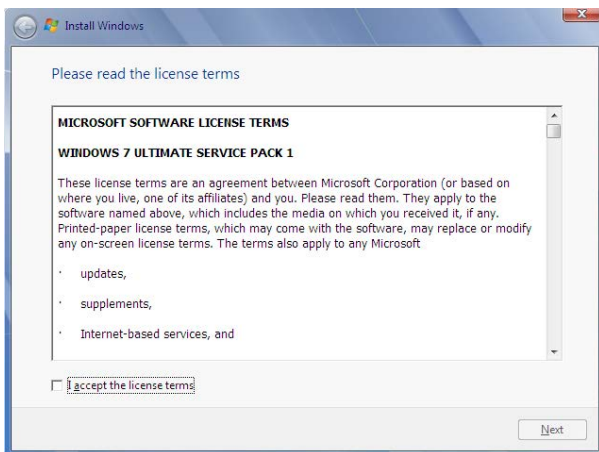 Install Windows
Please read the license terms
MICROSOFT SOFTWARE LICENSE TERMS
WINDOWS 7 ULTIMATE SERVICE PACK 1
These license terms are an agreement between Microsoft Corporation (or based on
where you live, one of its affiliates) and you. Please read them. They apply to the
software named above, which includes the media on which you received it, if any.
Printed-paper license terms, which may come with the software, may replace or modify
any on-screen license terms. The terms also apply to any Microsoft
· updates,
· supplements,
· Internet-based services, and
I accept the license terms
Next